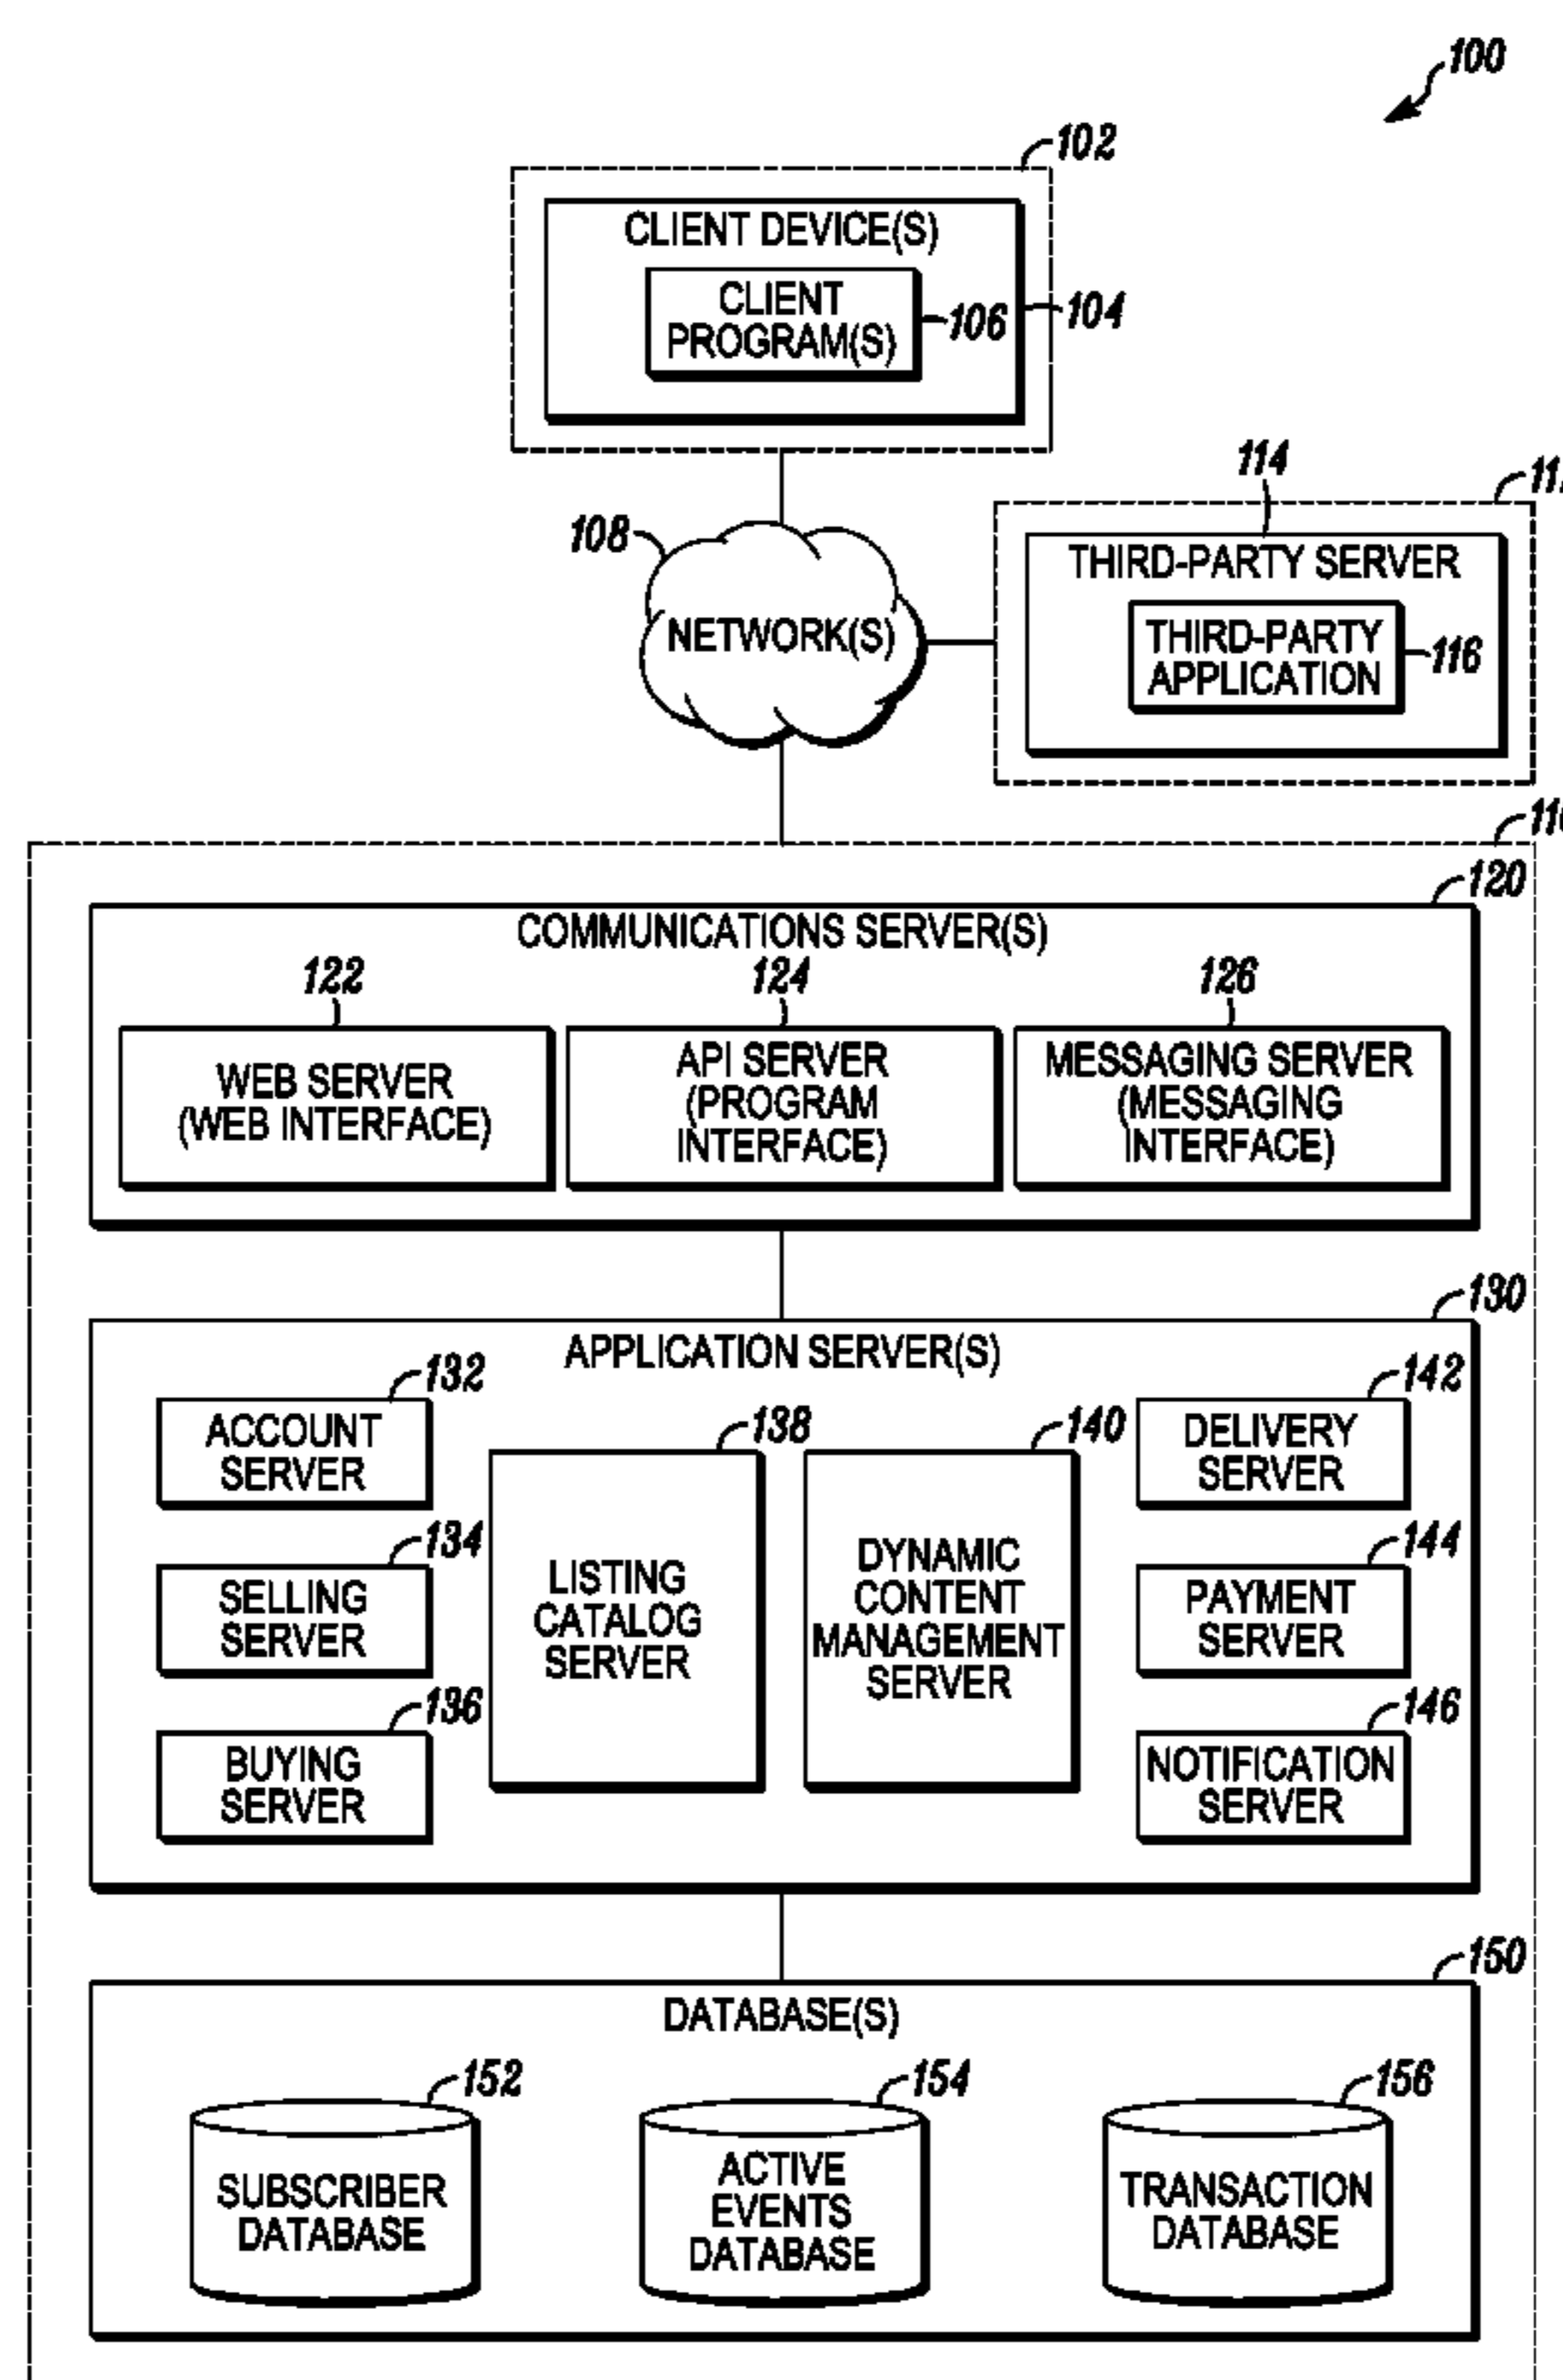 100
102
CLIENT DEVICE(S)
CLIENT
PROGRAM(S)
106
104
114
108
THIRD-PARTY SERVER
NETWORK(S)
THIRD-PARTY
APPLICATION
116
120
COMMUNICATIONS SERVER(S)
122
124
126
WEB SERVER
(WEB INTERFACE)
API SERVER
(PROGRAM
INTERFACE)
MESSAGING SERVER
(MESSAGING
INTERFACE)
130
APPLICATION SERVER(S)
132
ACCOUNT
SERVER
134
SELLING
SERVER
136
BUYING
SERVER
138
LISTING
CATALOG
SERVER
140
DYNAMIC
CONTENT
MANAGEMENT
SERVER
142
DELIVERY
SERVER
144
PAYMENT
SERVER
146
NOTIFICATION
SERVER
150
DATABASE(S)
152
SUBSCRIBER
DATABASE
154
ACTIVE
EVENTS
DATABASE
156
TRANSACTION
DATABASE